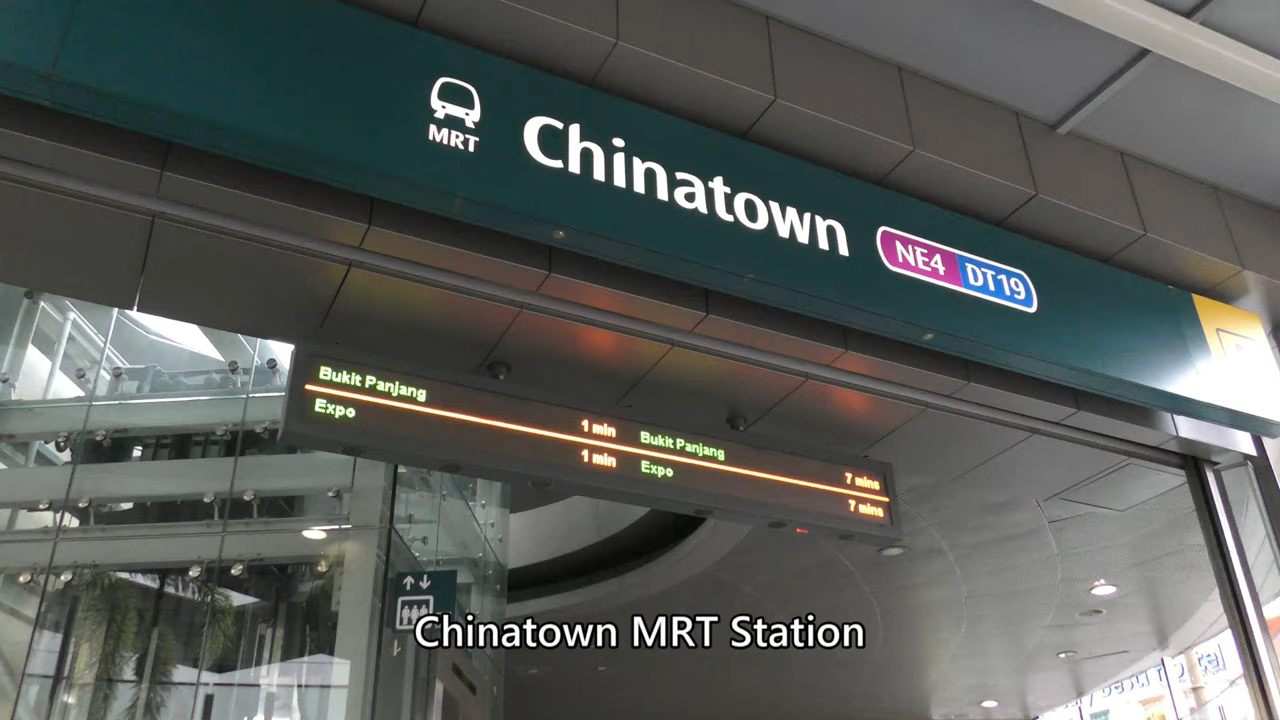 MRT
Chinatown
NE4 DT19
Bukit Panjang 1 min
Expo 1 min
Bukit Panjang 7 mins
Expo 7 mins
Chinatown MRT Station